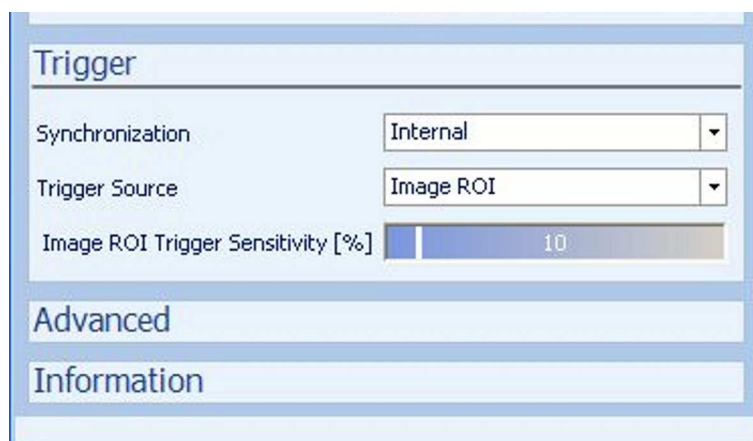 Trigger
Synchronization Internal
Trigger Source Image ROI
Image ROI Trigger Sensitivity [%] 10
Advanced
Information